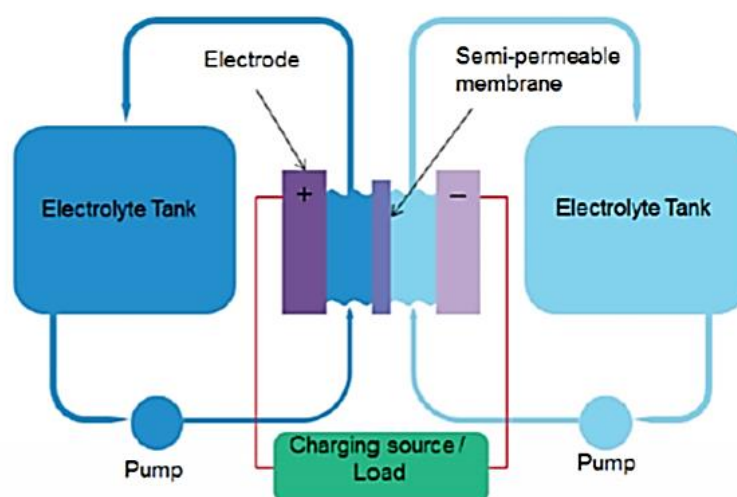 Electrode
Semi-permeable
membrane
Electrolyte Tank
+
−
Electrolyte Tank
Charging source /
Load
Pump
Pump